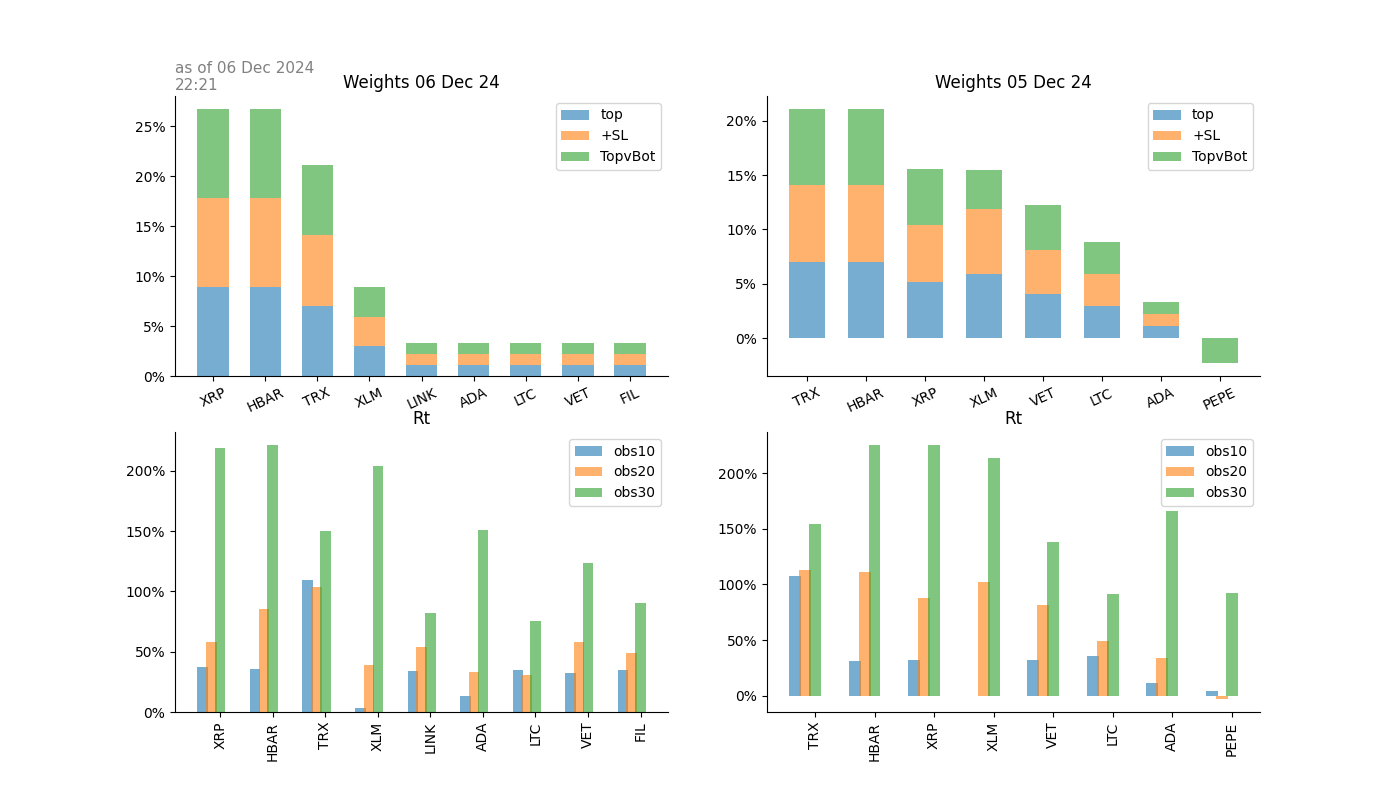 as of 06 Dec 2024
22:21
Weights 06 Dec 24
25%
20%
15%
10%
5%
0%
top
+SL
TopvBot
XRP HBAR TRX XLM LINK ADA LTC VET FIL
Weights 05 Dec 24
20%
15%
10%
5%
0%
top
+SL
TopvBot
TRX HBAR XRP XLM VET LTC ADA PEPE
Rt
200%
150%
100%
50%
0%
obs10
obs20
obs30
XRP HBAR TRX XLM LINK ADA LTC VET FIL
Rt
200%
150%
100%
50%
0%
obs10
obs20
obs30
TRX HBAR XRP XLM VET LTC ADA PEPE